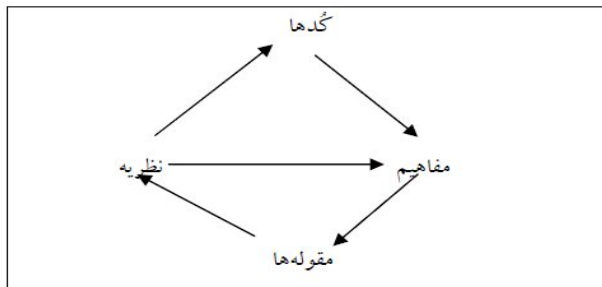 کُدها
نظریه
مفاهیم
مقوله‌ها